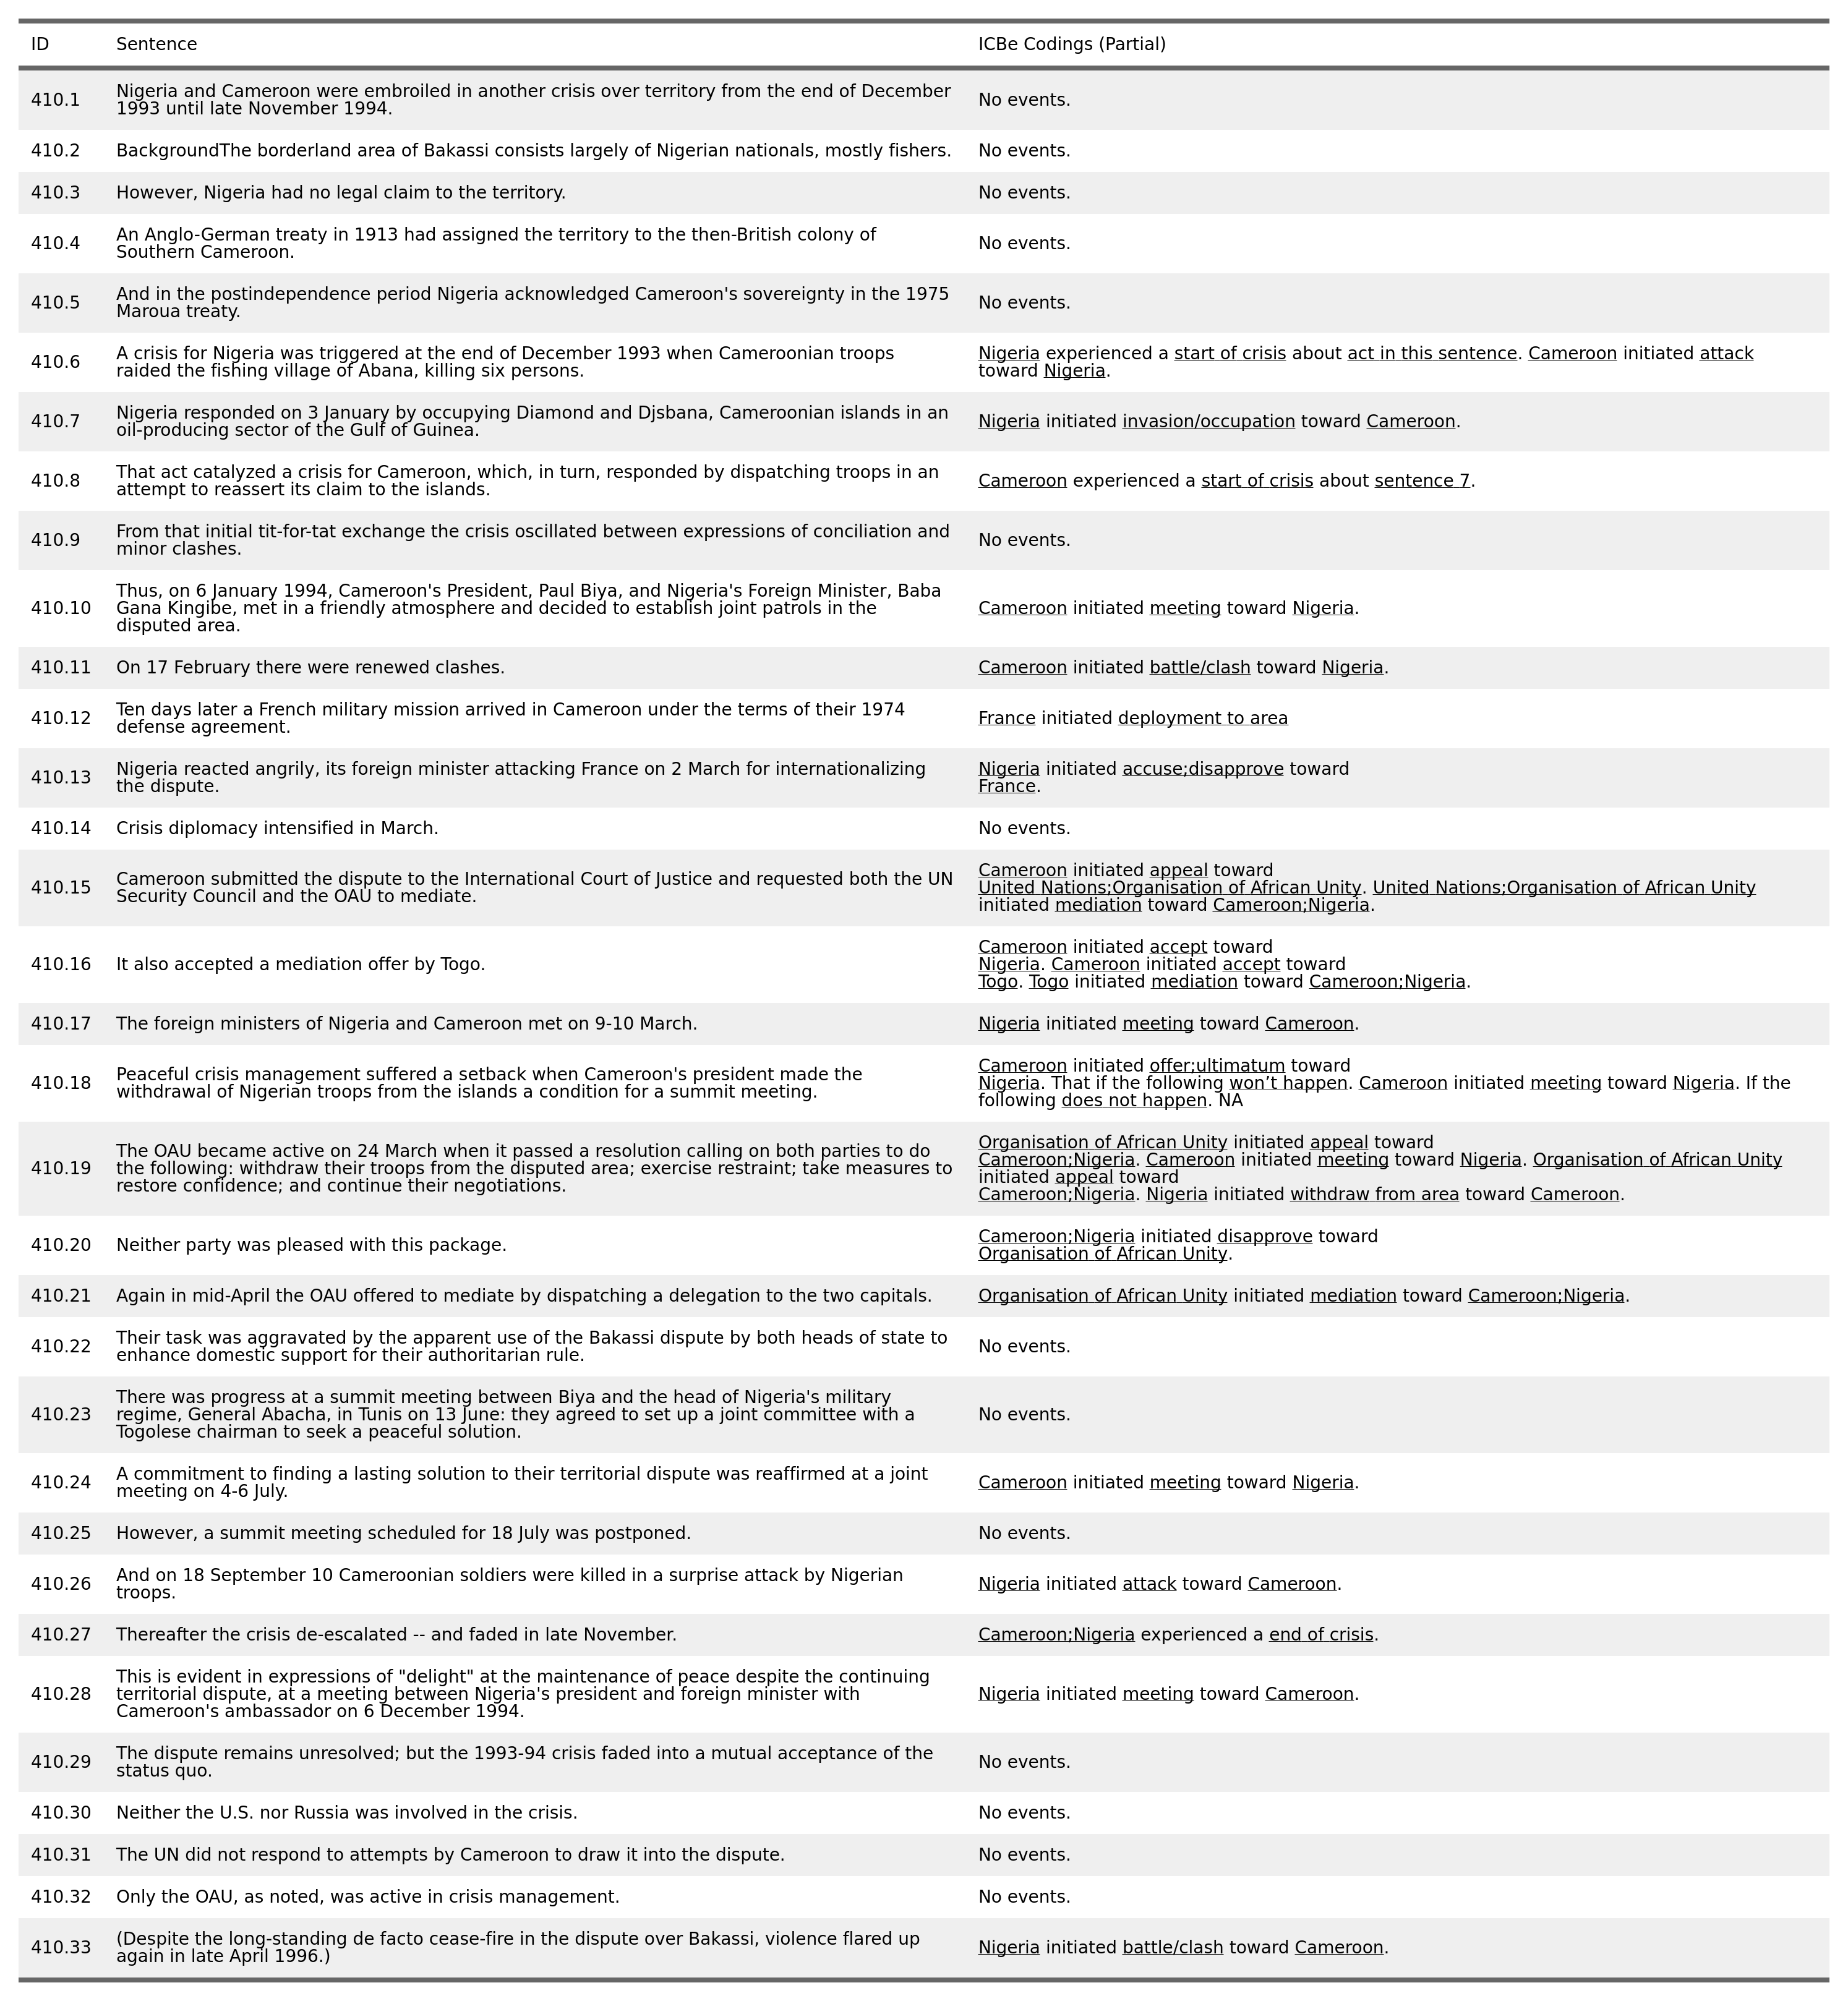 ID Sentence ICBe Codings (Partial)
410.1 Nigeria and Cameroon were embroiled in another crisis over territory from the end of December
1993 until late November 1994. No events.
410.2 BackgroundThe borderland area of Bakassi consists largely of Nigerian nationals, mostly fishers. No events.
410.3 However, Nigeria had no legal claim to the territory. No events.
410.4 An Anglo-German treaty in 1913 had assigned the territory to the then-British colony of
Southern Cameroon. No events.
410.5 And in the postindependence period Nigeria acknowledged Cameroon's sovereignty in the 1975
Maroua treaty. No events.
410.6 A crisis for Nigeria was triggered at the end of December 1993 when Cameroonian troops
raided the fishing village of Abana, killing six persons.
Nigeria experienced a start of crisis about act in this sentence. Cameroon initiated attack
toward Nigeria.
410.7 Nigeria responded on 3 January by occupying Diamond and Djsbana, Cameroonian islands in an
oil-producing sector of the Gulf of Guinea.
Nigeria initiated invasion/occupation toward Cameroon.
410.8 That act catalyzed a crisis for Cameroon, which, in turn, responded by dispatching troops in an
attempt to reassert its claim to the islands.
Cameroon experienced a start of crisis about sentence 7.
410.9 From that initial tit-for-tat exchange the crisis oscillated between expressions of conciliation and
minor clashes.
No events.
410.10 Thus, on 6 January 1994, Cameroon's President, Paul Biya, and Nigeria's Foreign Minister, Baba
Gana Kingibe, met in a friendly atmosphere and decided to establish joint patrols in the
disputed area.
Cameroon initiated meeting toward Nigeria.
410.11 On 17 February there were renewed clashes. Cameroon initiated battle/clash toward Nigeria.
410.12 Ten days later a French military mission arrived in Cameroon under the terms of their 1974
defense agreement.
France initiated deployment to area
410.13 Nigeria reacted angrily, its foreign minister attacking France on 2 March for internationalizing
the dispute.
Nigeria initiated accuse;disapprove toward
France.
410.14 Crisis diplomacy intensified in March. No events.
410.15 Cameroon submitted the dispute to the International Court of Justice and requested both the UN
Security Council and the OAU to mediate.
Cameroon initiated appeal toward
United Nations;Organisation of African Unity. United Nations;Organisation of African Unity
initiated mediation toward Cameroon;Nigeria.
410.16 It also accepted a mediation offer by Togo.
Cameroon initiated accept toward
Nigeria. Cameroon initiated accept toward
Togo. Togo initiated mediation toward Cameroon;Nigeria.
410.17 The foreign ministers of Nigeria and Cameroon met on 9-10 March. Nigeria initiated meeting toward Cameroon.
410.18 Peaceful crisis management suffered a setback when Cameroon's president made the
withdrawal of Nigerian troops from the islands a condition for a summit meeting.
Cameroon initiated offer;ultimatum toward
Nigeria. That if the following won’t happen. Cameroon initiated meeting toward Nigeria. If the
following does not happen. NA
410.19 The OAU became active on 24 March when it passed a resolution calling on both parties to do
the following: withdraw their troops from the disputed area; exercise restraint; take measures to
restore confidence; and continue their negotiations.
Organisation of African Unity initiated appeal toward
Cameroon;Nigeria. Cameroon initiated meeting toward Nigeria. Organisation of African Unity
initiated appeal toward
Cameroon;Nigeria. Nigeria initiated withdraw from area toward Cameroon.
410.20 Neither party was pleased with this package.
Cameroon;Nigeria initiated disapprove toward
Organisation of African Unity.
410.21 Again in mid-April the OAU offered to mediate by dispatching a delegation to the two capitals. Organisation of African Unity initiated mediation toward Cameroon;Nigeria.
410.22 Their task was aggravated by the apparent use of the Bakassi dispute by both heads of state to
enhance domestic support for their authoritarian rule.
No events.
410.23 There was progress at a summit meeting between Biya and the head of Nigeria's military
regime, General Abacha, in Tunis on 13 June: they agreed to set up a joint committee with a
Togolese chairman to seek a peaceful solution.
No events.
410.24 A commitment to finding a lasting solution to their territorial dispute was reaffirmed at a joint
meeting on 4-6 July.
Cameroon initiated meeting toward Nigeria.
410.25 However, a summit meeting scheduled for 18 July was postponed. No events.
410.26 And on 18 September 10 Cameroonian soldiers were killed in a surprise attack by Nigerian
troops.
Nigeria initiated attack toward Cameroon.
410.27 Thereafter the crisis de-escalated -- and faded in late November. Cameroon;Nigeria experienced a end of crisis.
410.28 This is evident in expressions of "delight" at the maintenance of peace despite the continuing
territorial dispute, at a meeting between Nigeria's president and foreign minister with
Cameroon's ambassador on 6 December 1994.
Nigeria initiated meeting toward Cameroon.
410.29 The dispute remains unresolved; but the 1993-94 crisis faded into a mutual acceptance of the
status quo.
No events.
410.30 Neither the U.S. nor Russia was involved in the crisis. No events.
410.31 The UN did not respond to attempts by Cameroon to draw it into the dispute. No events.
410.32 Only the OAU, as noted, was active in crisis management. No events.
410.33 (Despite the long-standing de facto cease-fire in the dispute over Bakassi, violence flared up
again in late April 1996.)
Nigeria initiated battle/clash toward Cameroon.